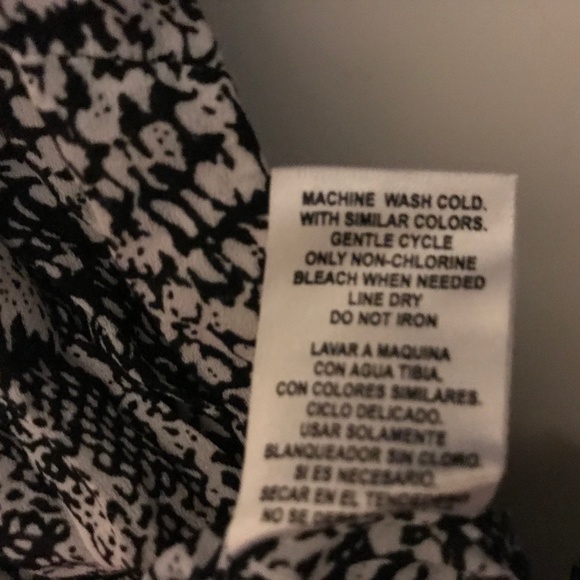 MACHINE WASH COLD.
WITH SIMILAR COLORS.
GENTLE CYCLE
ONLY NON-CHLORINE
BLEACH WHEN NEEDED
LINE DRY
DO NOT IRON
LAVAR A MAQUINA
CON AGUA TIBIA.
CON COLORES SIMILARES.
CICLO DELICADO.
USAR SOLAMENTE
BLANQUEADOR SIN CLORO.
SI ES NECESARIO.
SECAR EN EL
NO SE